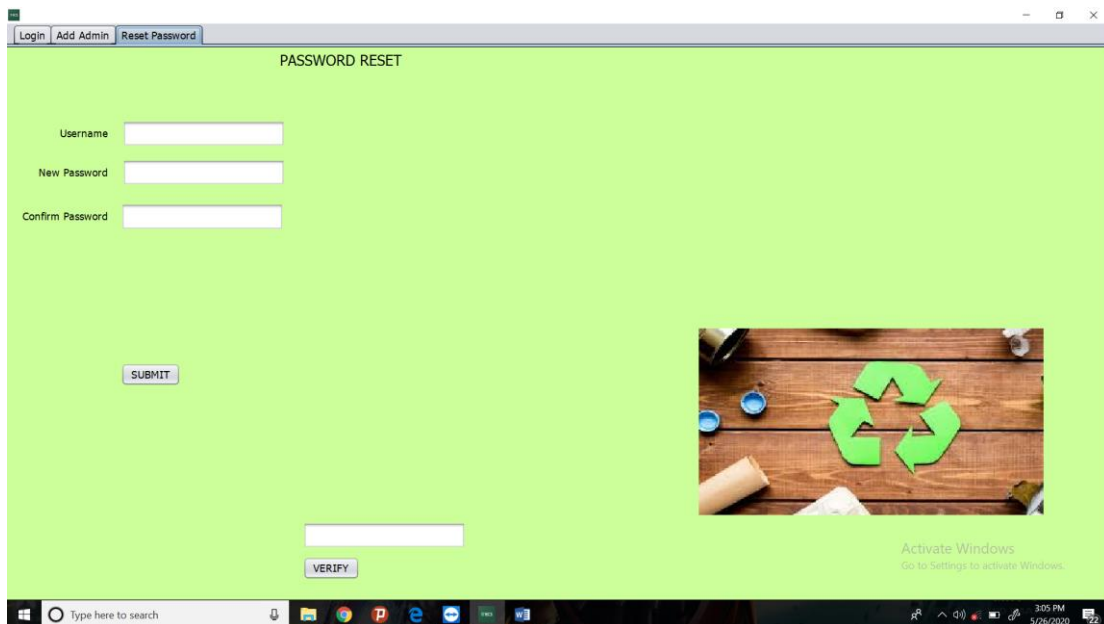 Login Add Admin Reset Password
PASSWORD RESET
Username
New Password
Confirm Password
SUBMIT
VERIFY
Activate Windows
Go to Settings to activate Windows.
Type here to search
3:05 PM
5/26/2020
22